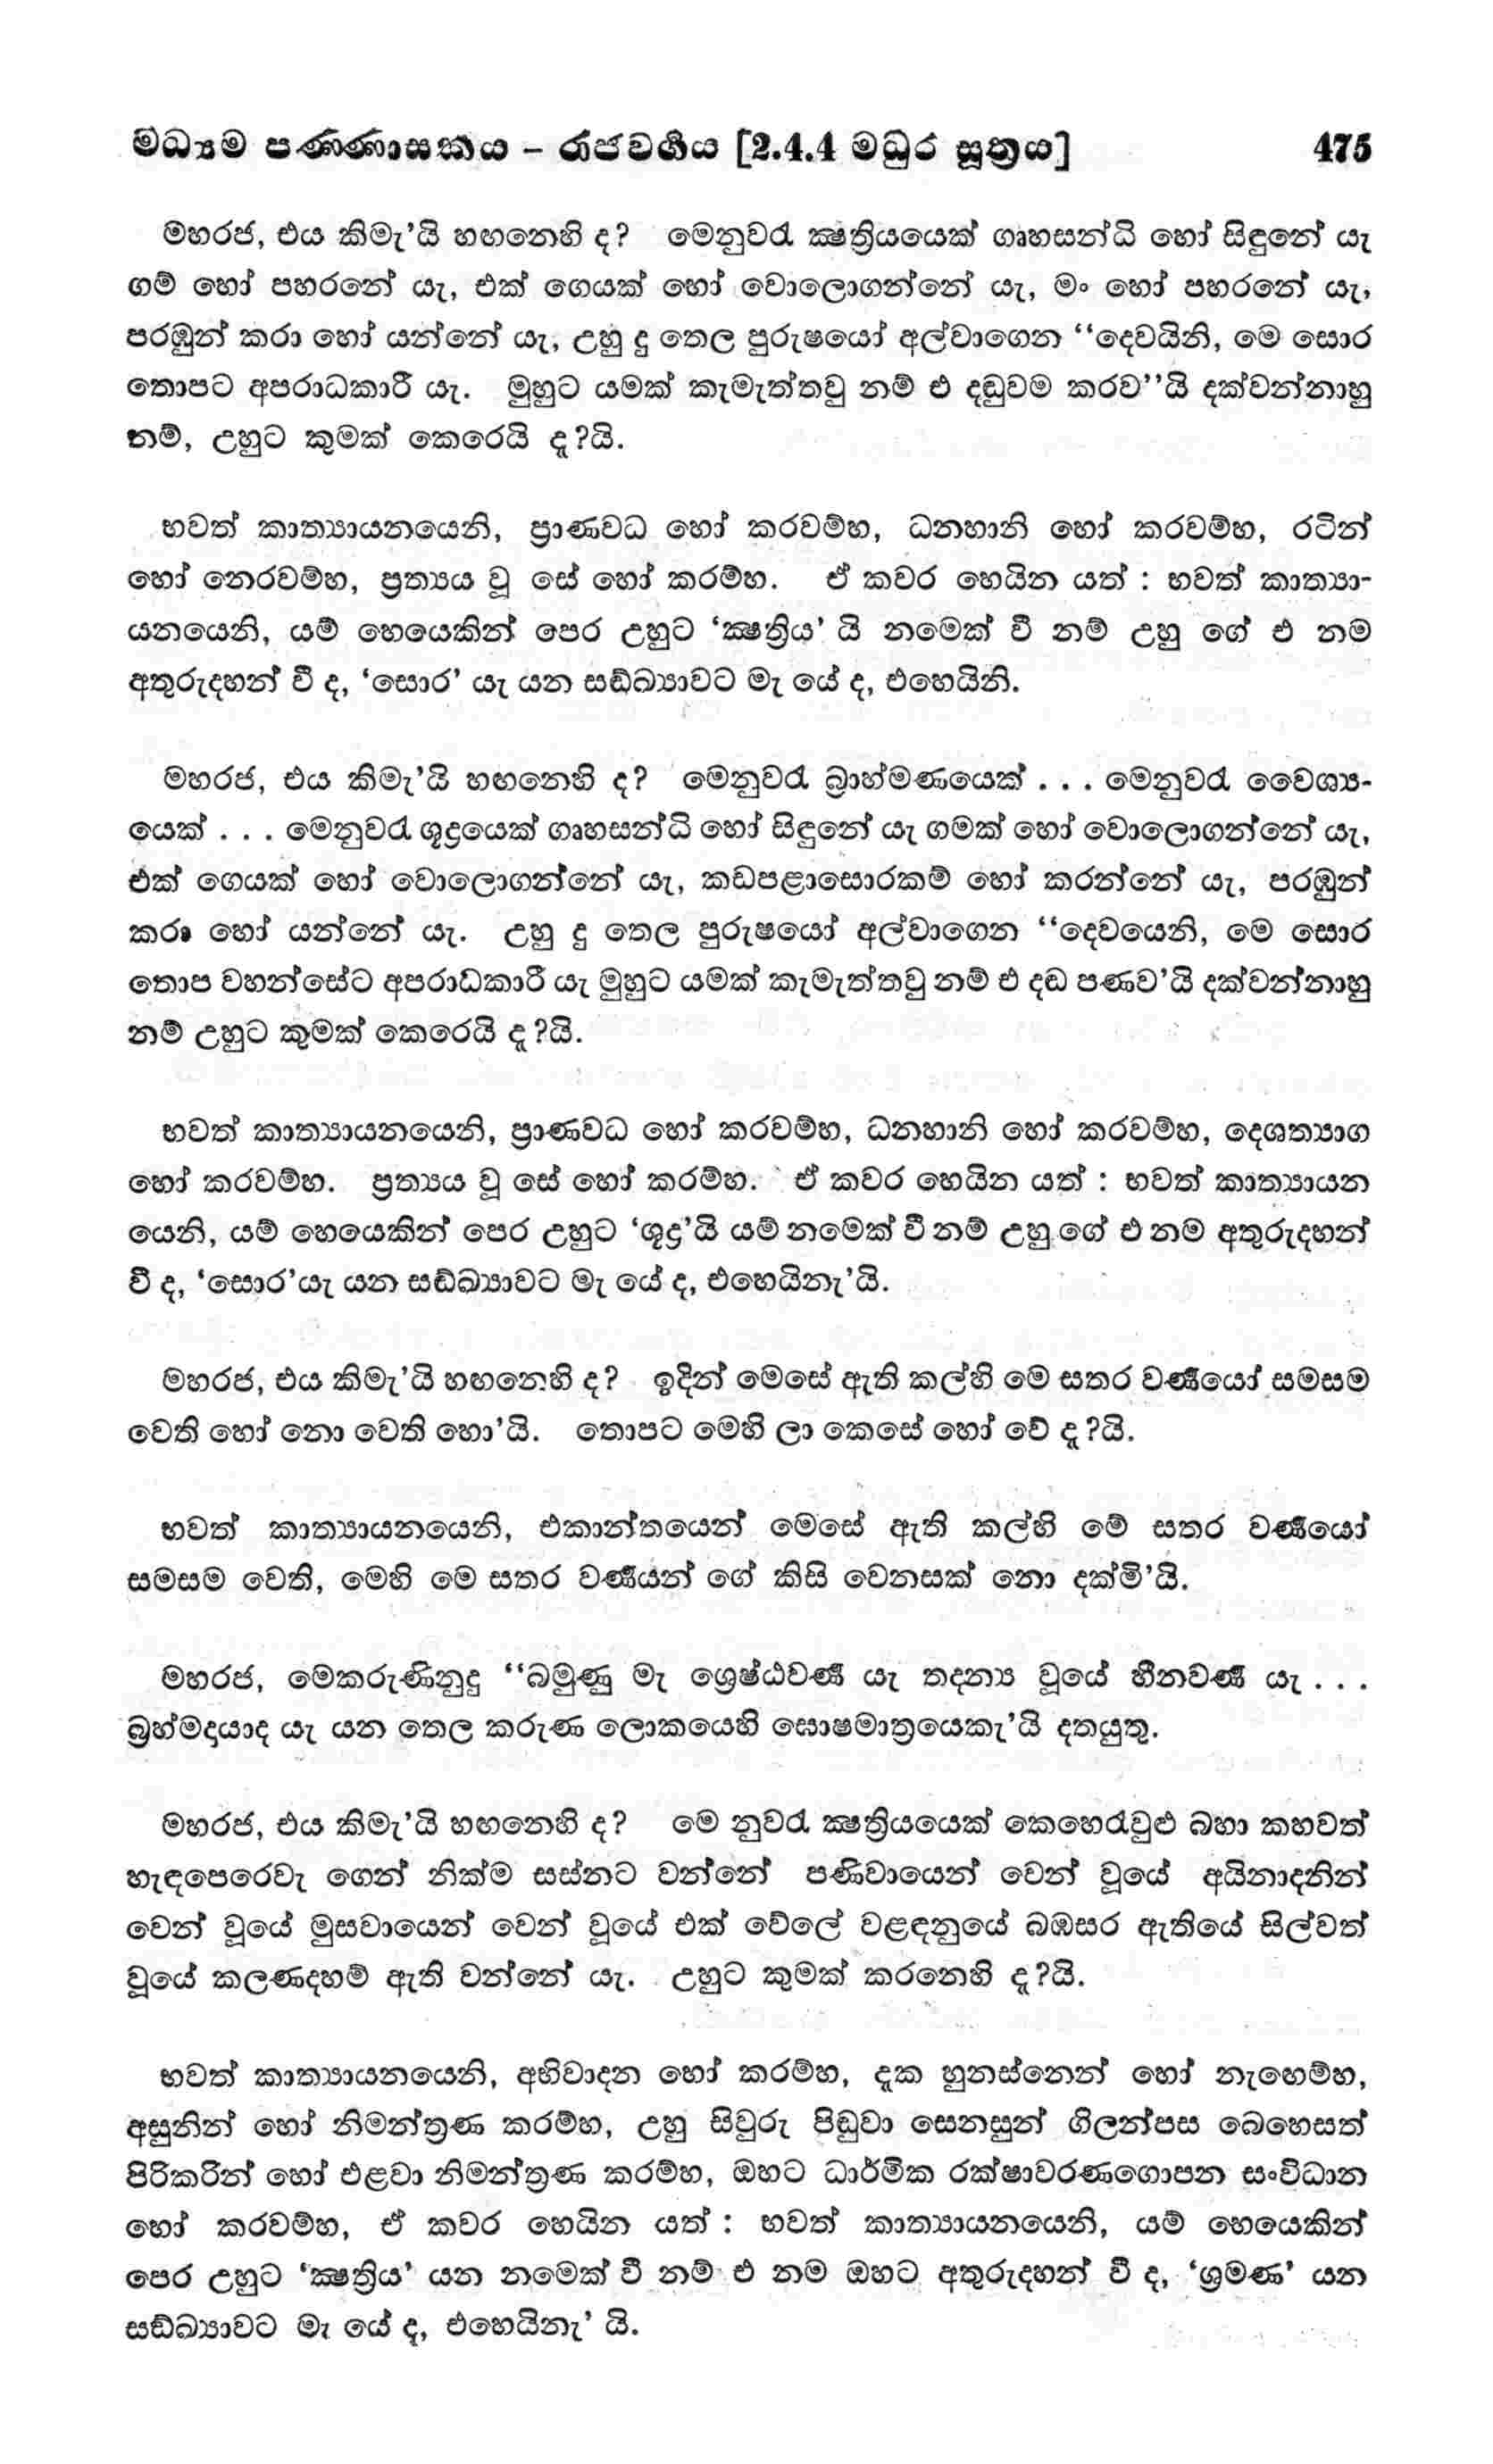 මධ්‍යම පණ්ණාසකය – රාජවර්‍ගය [2.4.4 මධුර සූත්‍රය] 475
මහරජ, එය කිමැ’යි හඟනෙහි ද? මෙනුවරැ ක්‍ෂත්‍රියයෙක් ගෘහසන්ධි හෝ සිඳුනේ යැ
ගම් හෝ පහරනේ යැ, එක් ගෙයක් හෝ වොලොගන්නේ යැ, මං හෝ පහරනේ යැ,
පරඹුන් කරා හෝ යන්නේ යැ, උහු දු තෙල පුරුෂයෝ අල්වාගෙන “දෙවයිනි, මෙ සොර
තොපට අපරාධකාරී යැ. මුහුට යමක් කැමැත්තවු නම් එ දඬුවම කරව”යි දක්වන්නාහු
නම්, උහුට කුමක් කෙරෙයි ද?යි.
භවත් කාත්‍යායනයෙනි, ප්‍රාණවධ හෝ කරවම්හ, ධනහානි හෝ කරවම්හ, රටින්
හෝ නෙරවම්හ, ප්‍රත්‍යය වූ සේ හෝ කරම්හ. ඒ කවර හෙයින යත් : භවත් කාත්‍යා-
යනයෙනි, යම් හෙයෙකින් පෙර උහුට ‘ක්‍ෂත්‍රිය’ යි නමෙක් වී නම් උහු ගේ එ නම
අතුරුදහන් වී ද, ‘සොර’ යැ යන සඞ්ඛ්‍යාවට මැ යේ ද, එහෙයිනි.
මහරජ, එය කිමැ’යි හඟනෙහි ද? මෙනුවරැ බ්‍රාහ්මණයෙක් . . . මෙනුවරැ වෛශ්‍ය-
යෙක් . . . මෙනුවරැ ශූද්‍රයෙක් ගෘහසන්ධි හෝ සිඳුනේ යැ ගමක් හෝ වොලොගන්නේ යැ,
එක් ගෙයක් හෝ වොලොගන්නේ යැ, කඩපළාසොරකම් හෝ කරන්නේ යැ, පරඹුන්
කරා හෝ යන්නේ යැ. උහු දු තෙල පුරුෂයෝ අල්වාගෙන “දෙවයෙනි, මෙ සොර
තොප වහන්සේට අපරාධකාරී යැ මුහුට යමක් කැමැත්තවු නම් එ දඬ පණව’යි දක්වන්නාහු
නම් උහුට කුමක් කෙරෙයි ද?යි.
භවත් කාත්‍යායනයෙනි, ප්‍රාණවධ හෝ කරවම්හ, ධනහානි හෝ කරවම්හ, දෙශත්‍යාග
හෝ කරවම්හ. ප්‍රත්‍යය වූ සේ හෝ කරම්හ. ඒ කවර හෙයින යත් : භවත් කාත්‍යායන
යෙනි, යම් හෙයෙකින් පෙර උහුට ‘ශූද්‍ර’යි යම් නමෙක් වී නම් උහු ගේ එ නම අතුරුදහන්
වී ද, ‘සොර’යැ යන සඞ්ඛ්‍යාවට මැ යේ ද, එහෙයිනැ’යි.
මහරජ, එය කිමැ’යි හඟනෙහි ද? ඉදින් මෙසේ ඇති කල්හි මෙ සතර වර්‍ණයෝ සමසම
වෙති හෝ නො වෙති හො’යි. තොපට මෙහි ලා කෙසේ හෝ වේ ද?යි.
භවත් කාත්‍යායනයෙනි, එකාන්තයෙන් මෙසේ ඇති කල්හි මේ සතර වර්‍ණයෝ
සමසම වෙති, මෙහි මෙ සතර වර්‍ණයන් ගේ කිසි වෙනසක් නො දක්මි’යි.
මහරජ, මෙකරුණිනුදු “බමුණු මැ ශ්‍රෙෂ්ඨවර්‍ණ යැ තදන්‍ය වූයේ හීනවර්‍ණ යැ . . .
බ්‍රහ්මදායාද යැ යන තෙල කරුණ ලොකයෙහි ඝොෂමාත්‍රයෙකැ’යි දතයුතු.
මහරජ, එය කිමැ’යි හඟනෙහි ද? මෙ නුවරැ ක්‍ෂත්‍රියයෙක් කෙහෙරැවුළු බහා කහවත්
හැඳපෙරෙවැ ගෙන් නික්ම සස්නට වන්නේ පණිවායෙන් වෙන් වූයේ අයිනාදනින්
වෙන් වූයේ මුසවායෙන් වෙන් වූයේ එක් වේලේ වළඳනුයේ බඹසර ඇතියේ සිල්වත්
වූයේ කලණදහම් ඇති වන්නේ යැ. උහුට කුමක් කරනෙහි ද?යි.
භවත් කාත්‍යායනයෙනි, අභිවාදන හෝ කරම්හ, දැක හුනස්නෙන් හෝ නැඟෙම්හ,
අසුනින් හෝ නිමන්ත්‍රණ කරම්හ, උහු සිවුරු පිඬුවා සෙනසුන් ගිලන්පස බෙහෙසත්
පිරිකරින් හෝ එළවා නිමන්ත්‍රණ කරම්හ, ඔහට ධාර්මික රක්ෂාවරණගොපන සංවිධාන
හෝ කරවම්හ, ඒ කවර හෙයින යත් : භවත් කාත්‍යායනයෙනි, යම් හෙයෙකින්
පෙර උහුට ‘ක්‍ෂත්‍රිය’ යන නමෙක් වී නම් එ නම ඔහට අතුරුදහන් වී ද, ‘ශ්‍රමණ’ යන
සඞ්ඛ්‍යාවට මැ යේ ද, එහෙයිනැ’ යි.